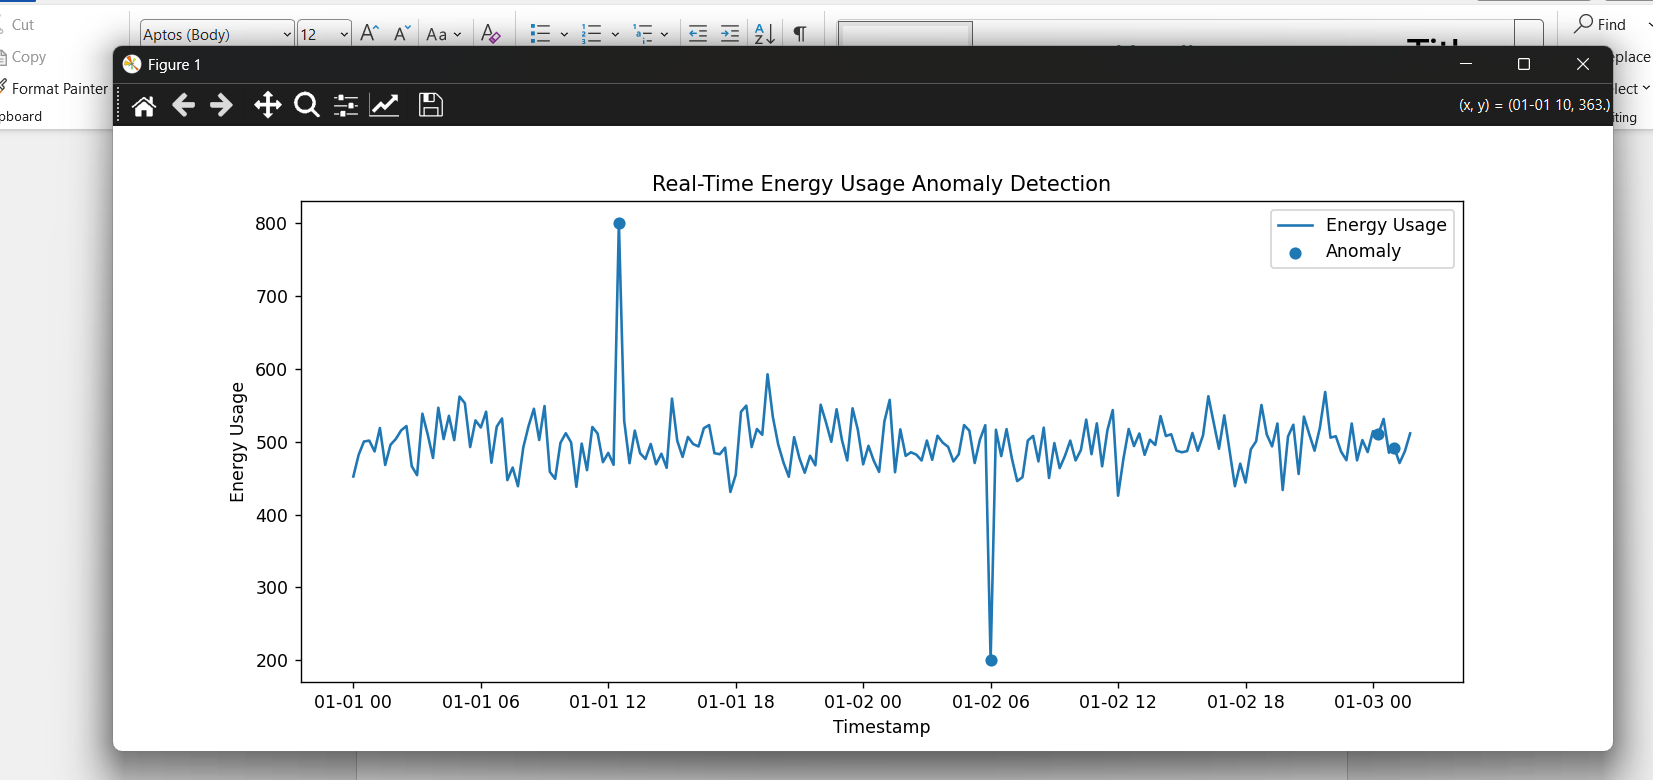 Cut
Aptos (Body)
12
Aa
Find
Copy
Figure 1
place
Format Painter
lect
pboard
(x, y) = (01-01 10, 363.)
iting
Real-Time Energy Usage Anomaly Detection
Energy Usage
Anomaly
800
700
600
500
400
300
200
Energy Usage
01-01 00 01-01 06 01-01 12 01-01 18 01-02 00 01-02 06 01-02 12 01-02 18 01-03 00
Timestamp